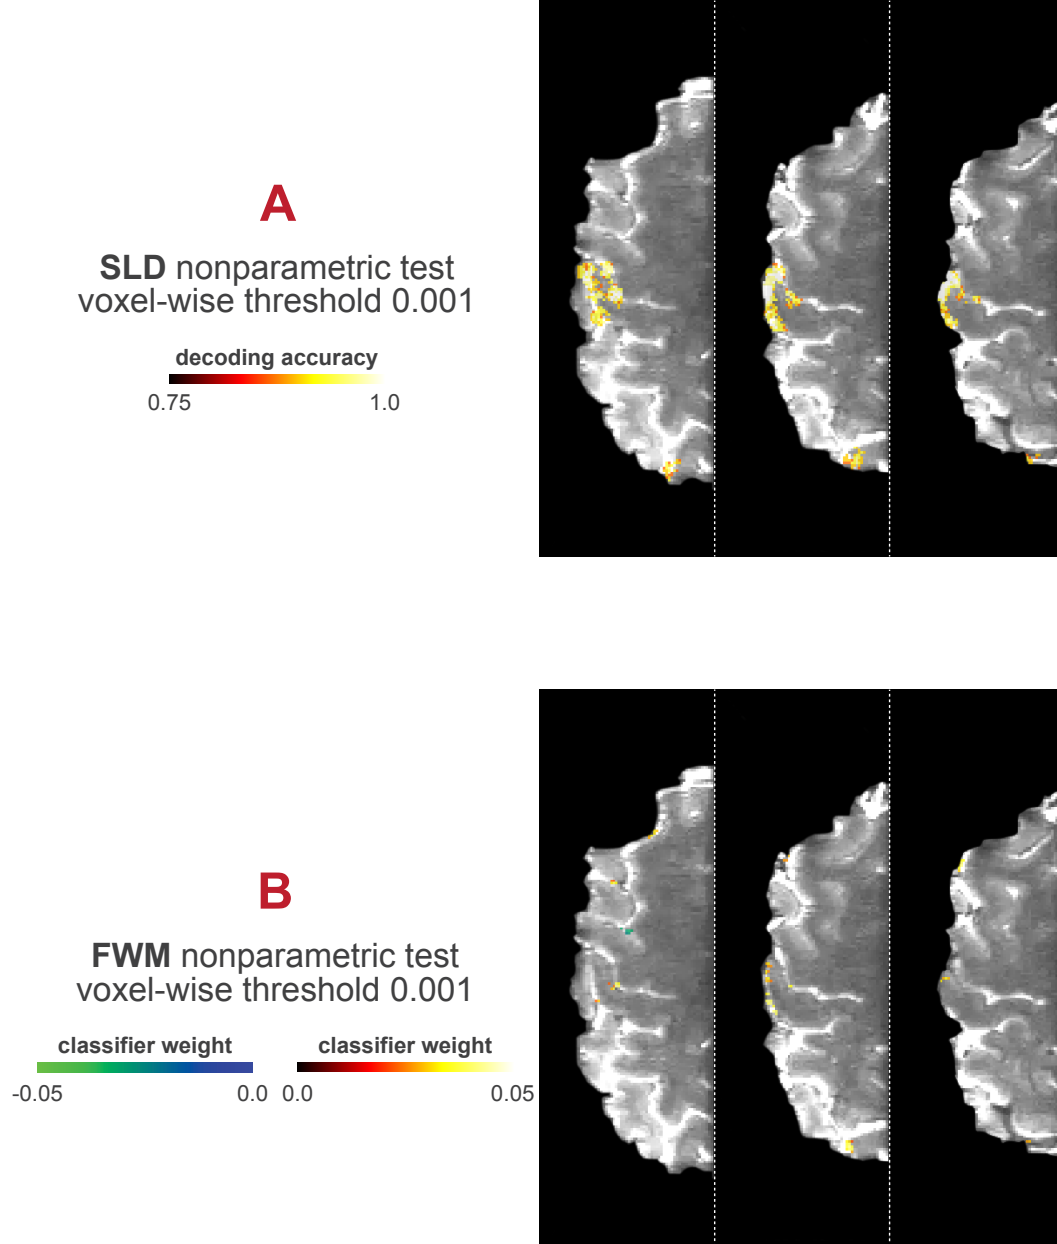 A
SLD nonparametric test
voxel-wise threshold 0.001
decoding accuracy
0.75 1.0
B
FWM nonparametric test
voxel-wise threshold 0.001
classifier weight classifier weight
-0.05 0.0 0.0 0.05